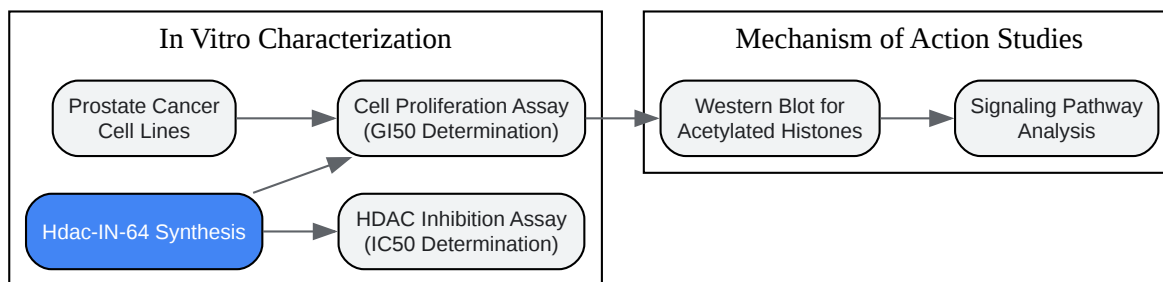 In Vitro Characterization
Prostate Cancer
Cell Lines
Cell Proliferation Assay
(GI50 Determination)
Hdac-IN-64 Synthesis
HDAC Inhibition Assay
(IC50 Determination)
Mechanism of Action Studies
Western Blot for
Acetylated Histones
Signaling Pathway
Analysis